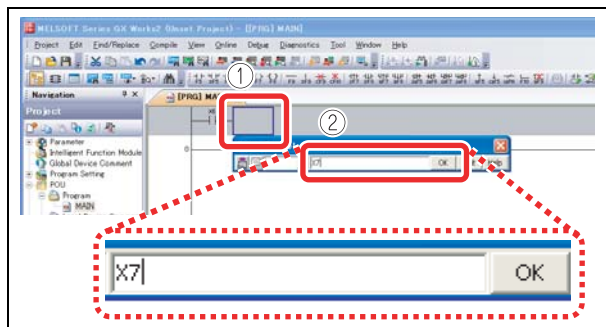 MELSOFT Series GX Works2 (Unset Project) - [[PRG] MAIN]
Project Edit Find/Replace Compile View Online Debug Diagnostics Tool Window Help
①
Navigation
[PRG] MA
Project
②
Parameter
Intelligent Function Module
Global Device Comment
Program Setting
POU
Program
MAIN
0
X7
OK
X7
OK